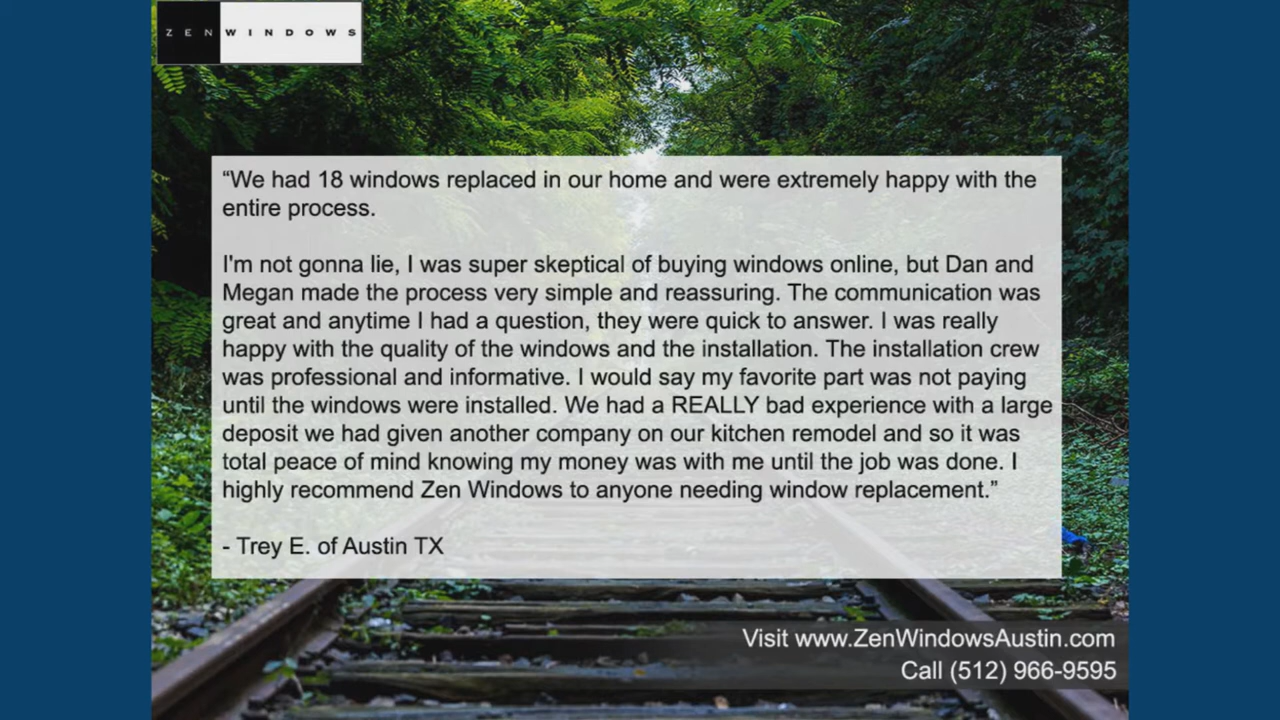 ZEN WINDOWS
“We had 18 windows replaced in our home and were extremely happy with the
entire process.
I'm not gonna lie, I was super skeptical of buying windows online, but Dan and
Megan made the process very simple and reassuring. The communication was
great and anytime I had a question, they were quick to answer. I was really
happy with the quality of the windows and the installation. The installation crew
was professional and informative. I would say my favorite part was not paying
until the windows were installed. We had a REALLY bad experience with a large
deposit we had given another company on our kitchen remodel and so it was
total peace of mind knowing my money was with me until the job was done. I
highly recommend Zen Windows to anyone needing window replacement.”
- Trey E. of Austin TX
Visit www.ZenWindowsAustin.com
Call (512) 966-9595